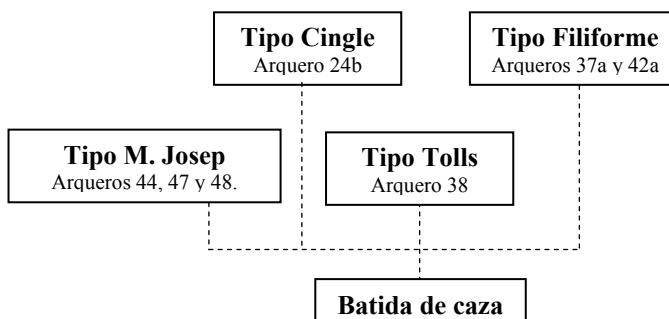 Tipo Cingle
Arquero 24b
Tipo Filiforme
Arqueros 37a y 42a
Tipo M. Josep
Arqueros 44, 47 y 48.
Tipo Tolls
Arquero 38
Batida de caza